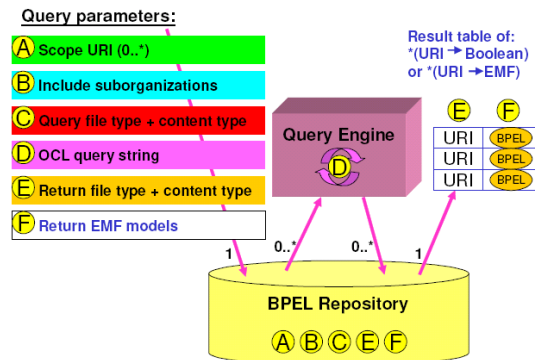 Query parameters:
A Scope URI (0..*)
B Include suborganizations
C Query file type + content type
D OCL query string
E Return file type + content type
F Return EMF models
Query Engine
D
Result table of:
*(URI → Boolean)
or *(URI → EMF)
E F
URI BPEL
URI BPEL
URI BPEL
1
0..*
0..*
1
BPEL Repository
A B C E F